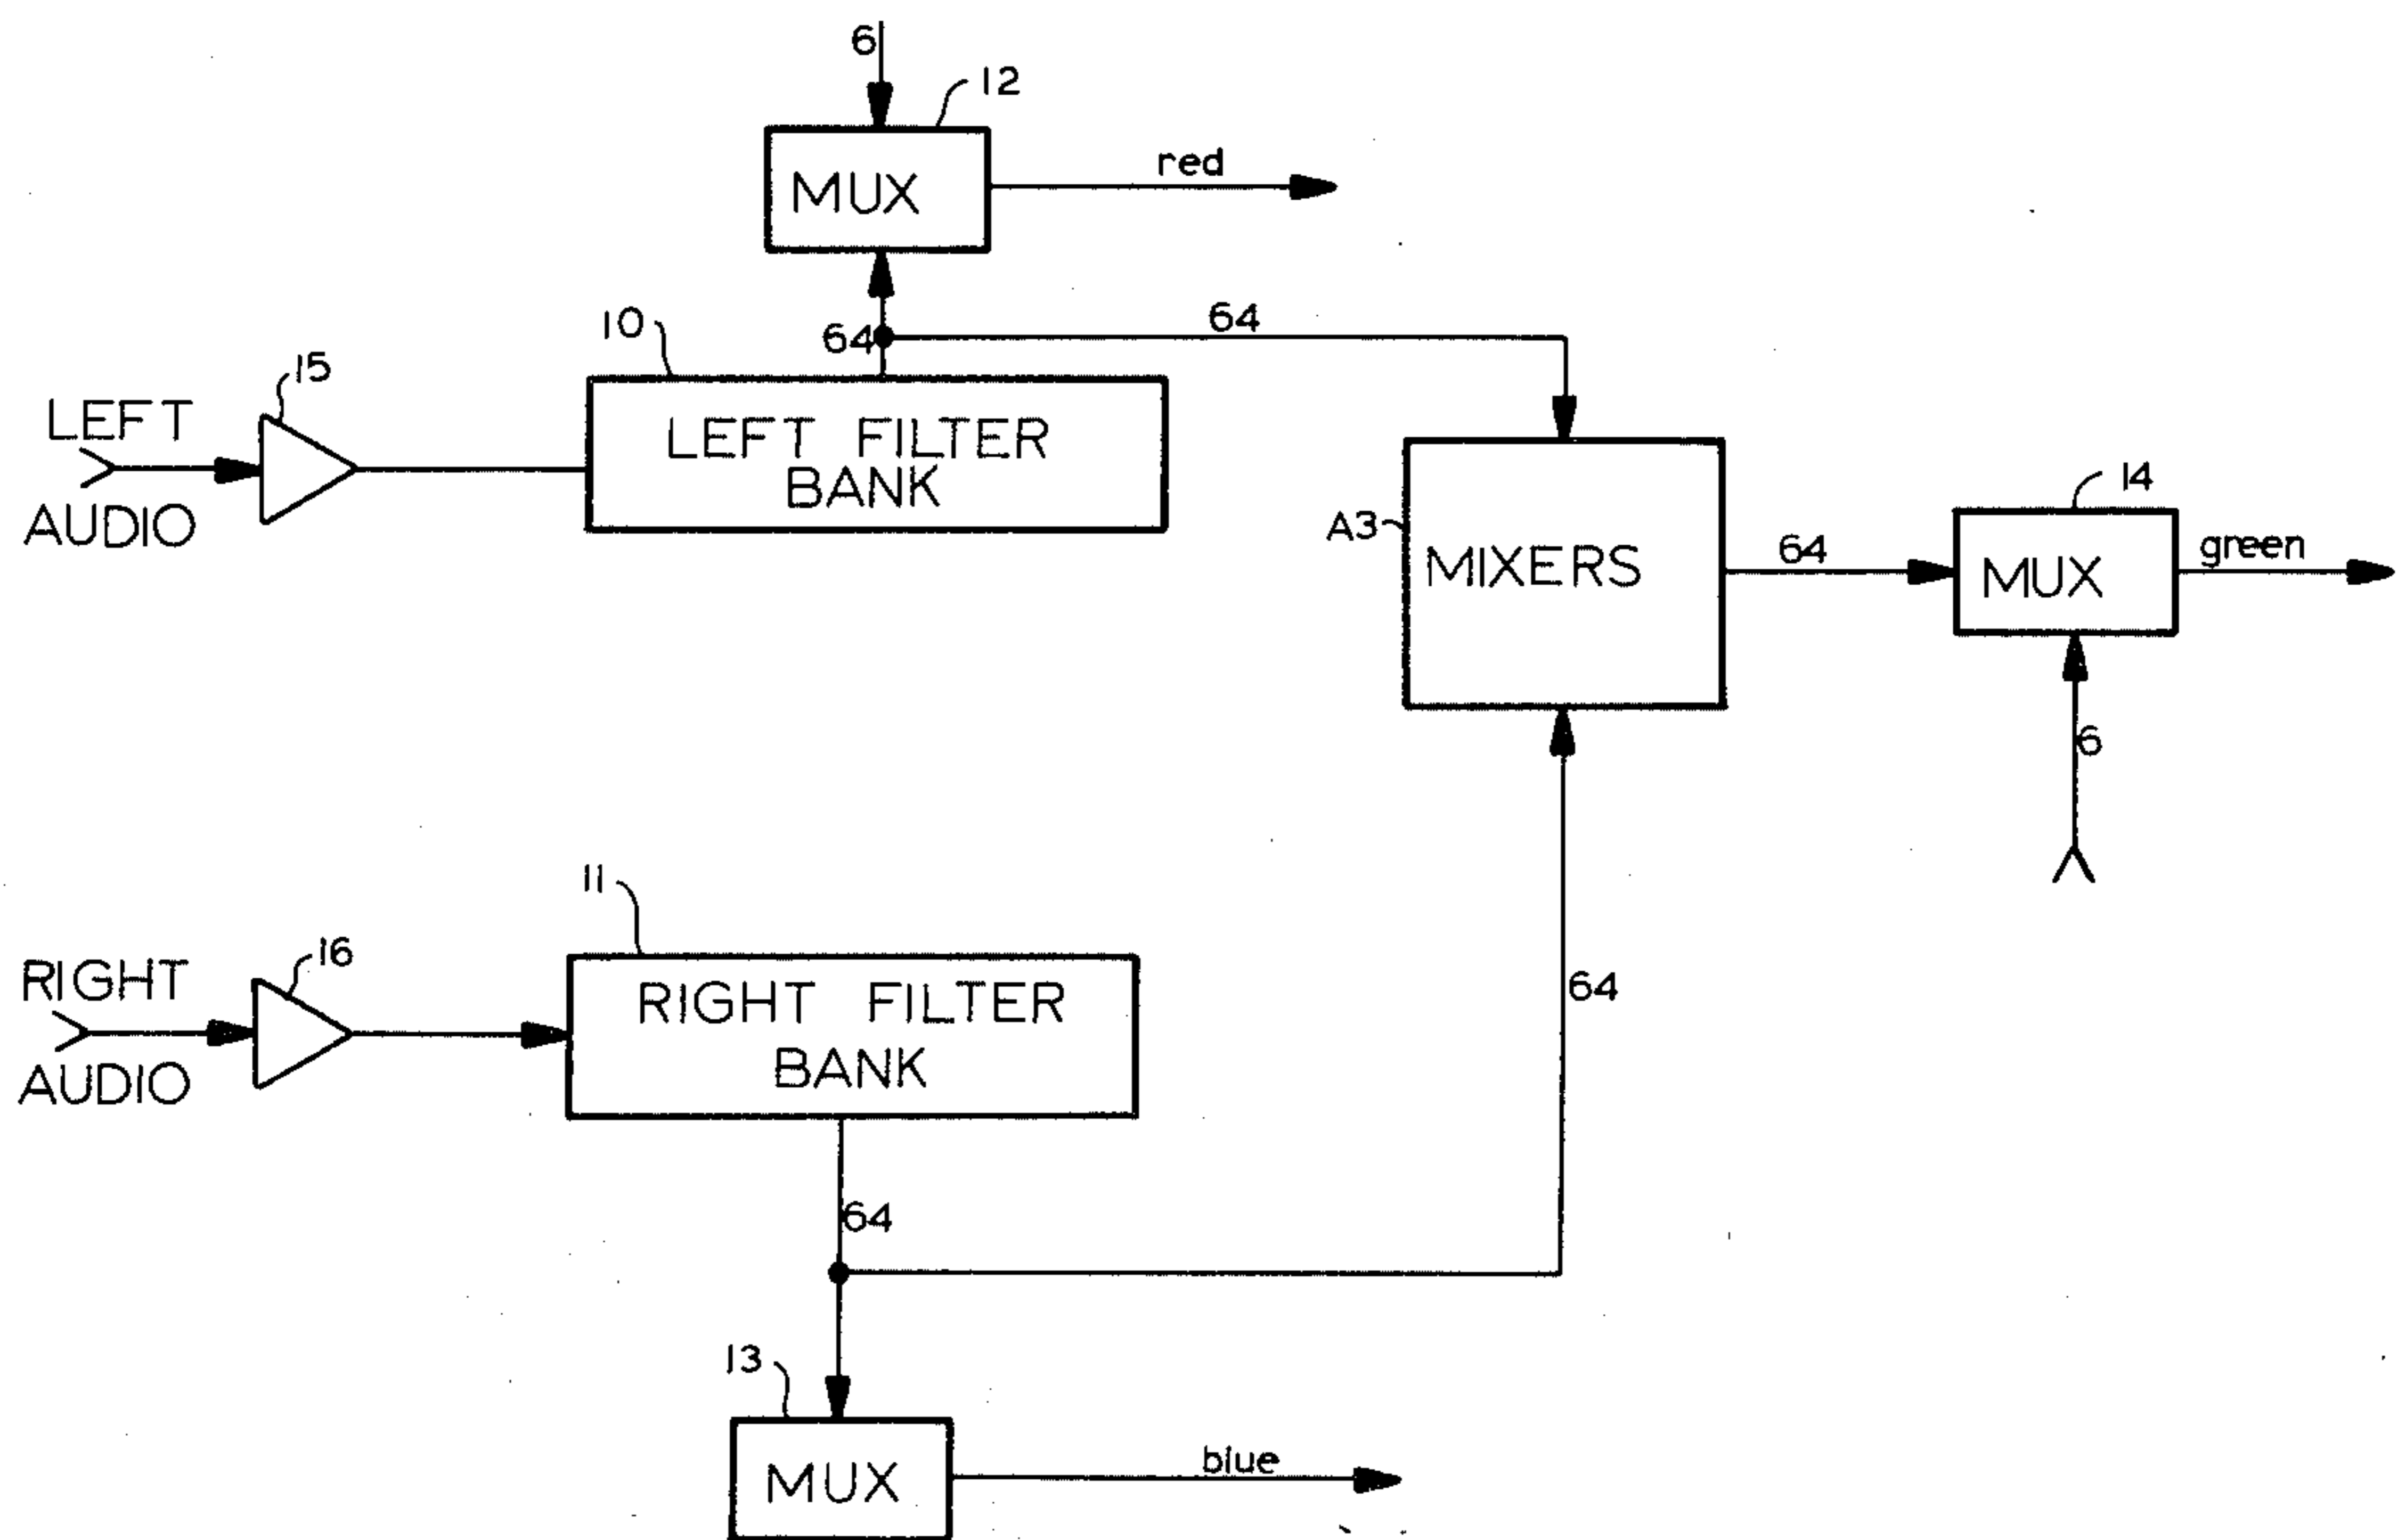 6
12
MUX
red
10
64
64
15
LEFT
AUDIO
LEFT FILTER
BANK
A3
MIXERS
64
14
MUX
green
6
11
16
RIGHT
AUDIO
RIGHT FILTER
BANK
64
64
13
MUX
blue